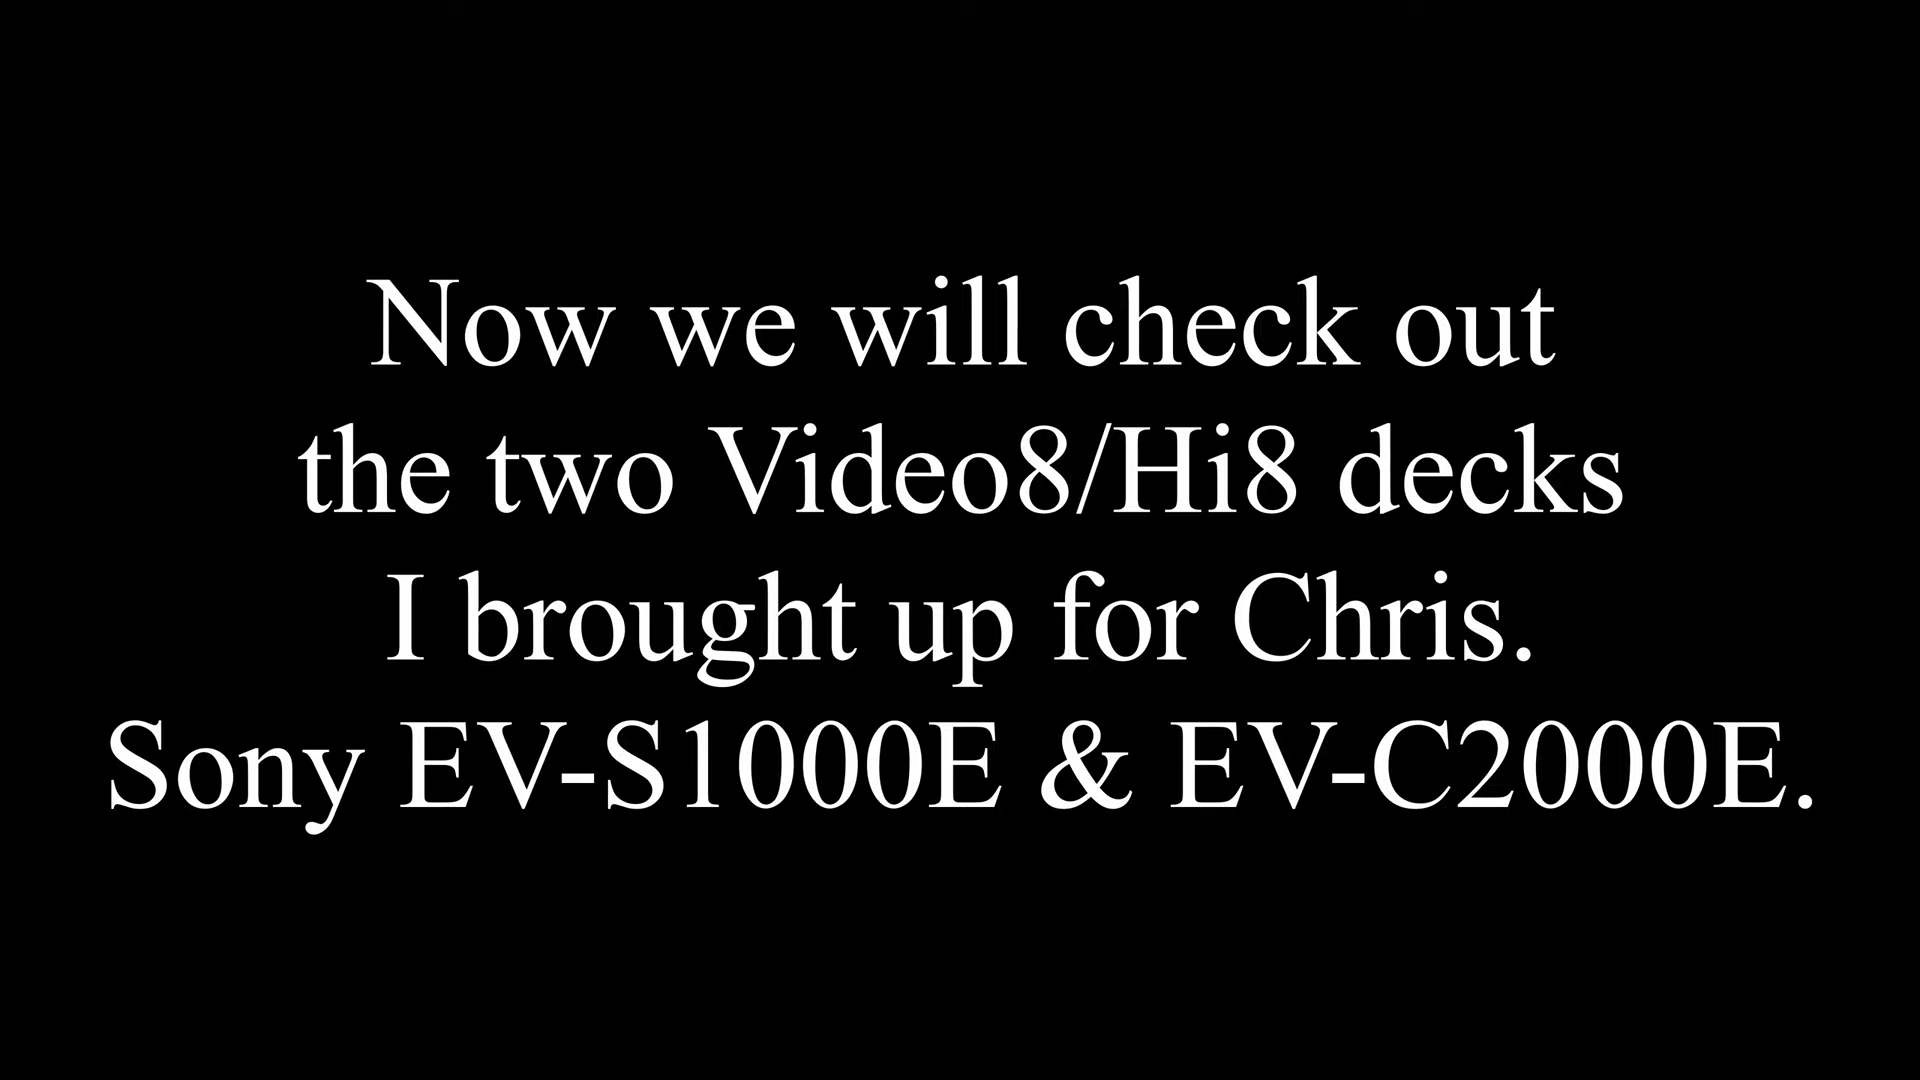 Now we will check out
the two Video8/Hi8 decks
I brought up for Chris.
Sony EV-S1000E & EV-C2000E.